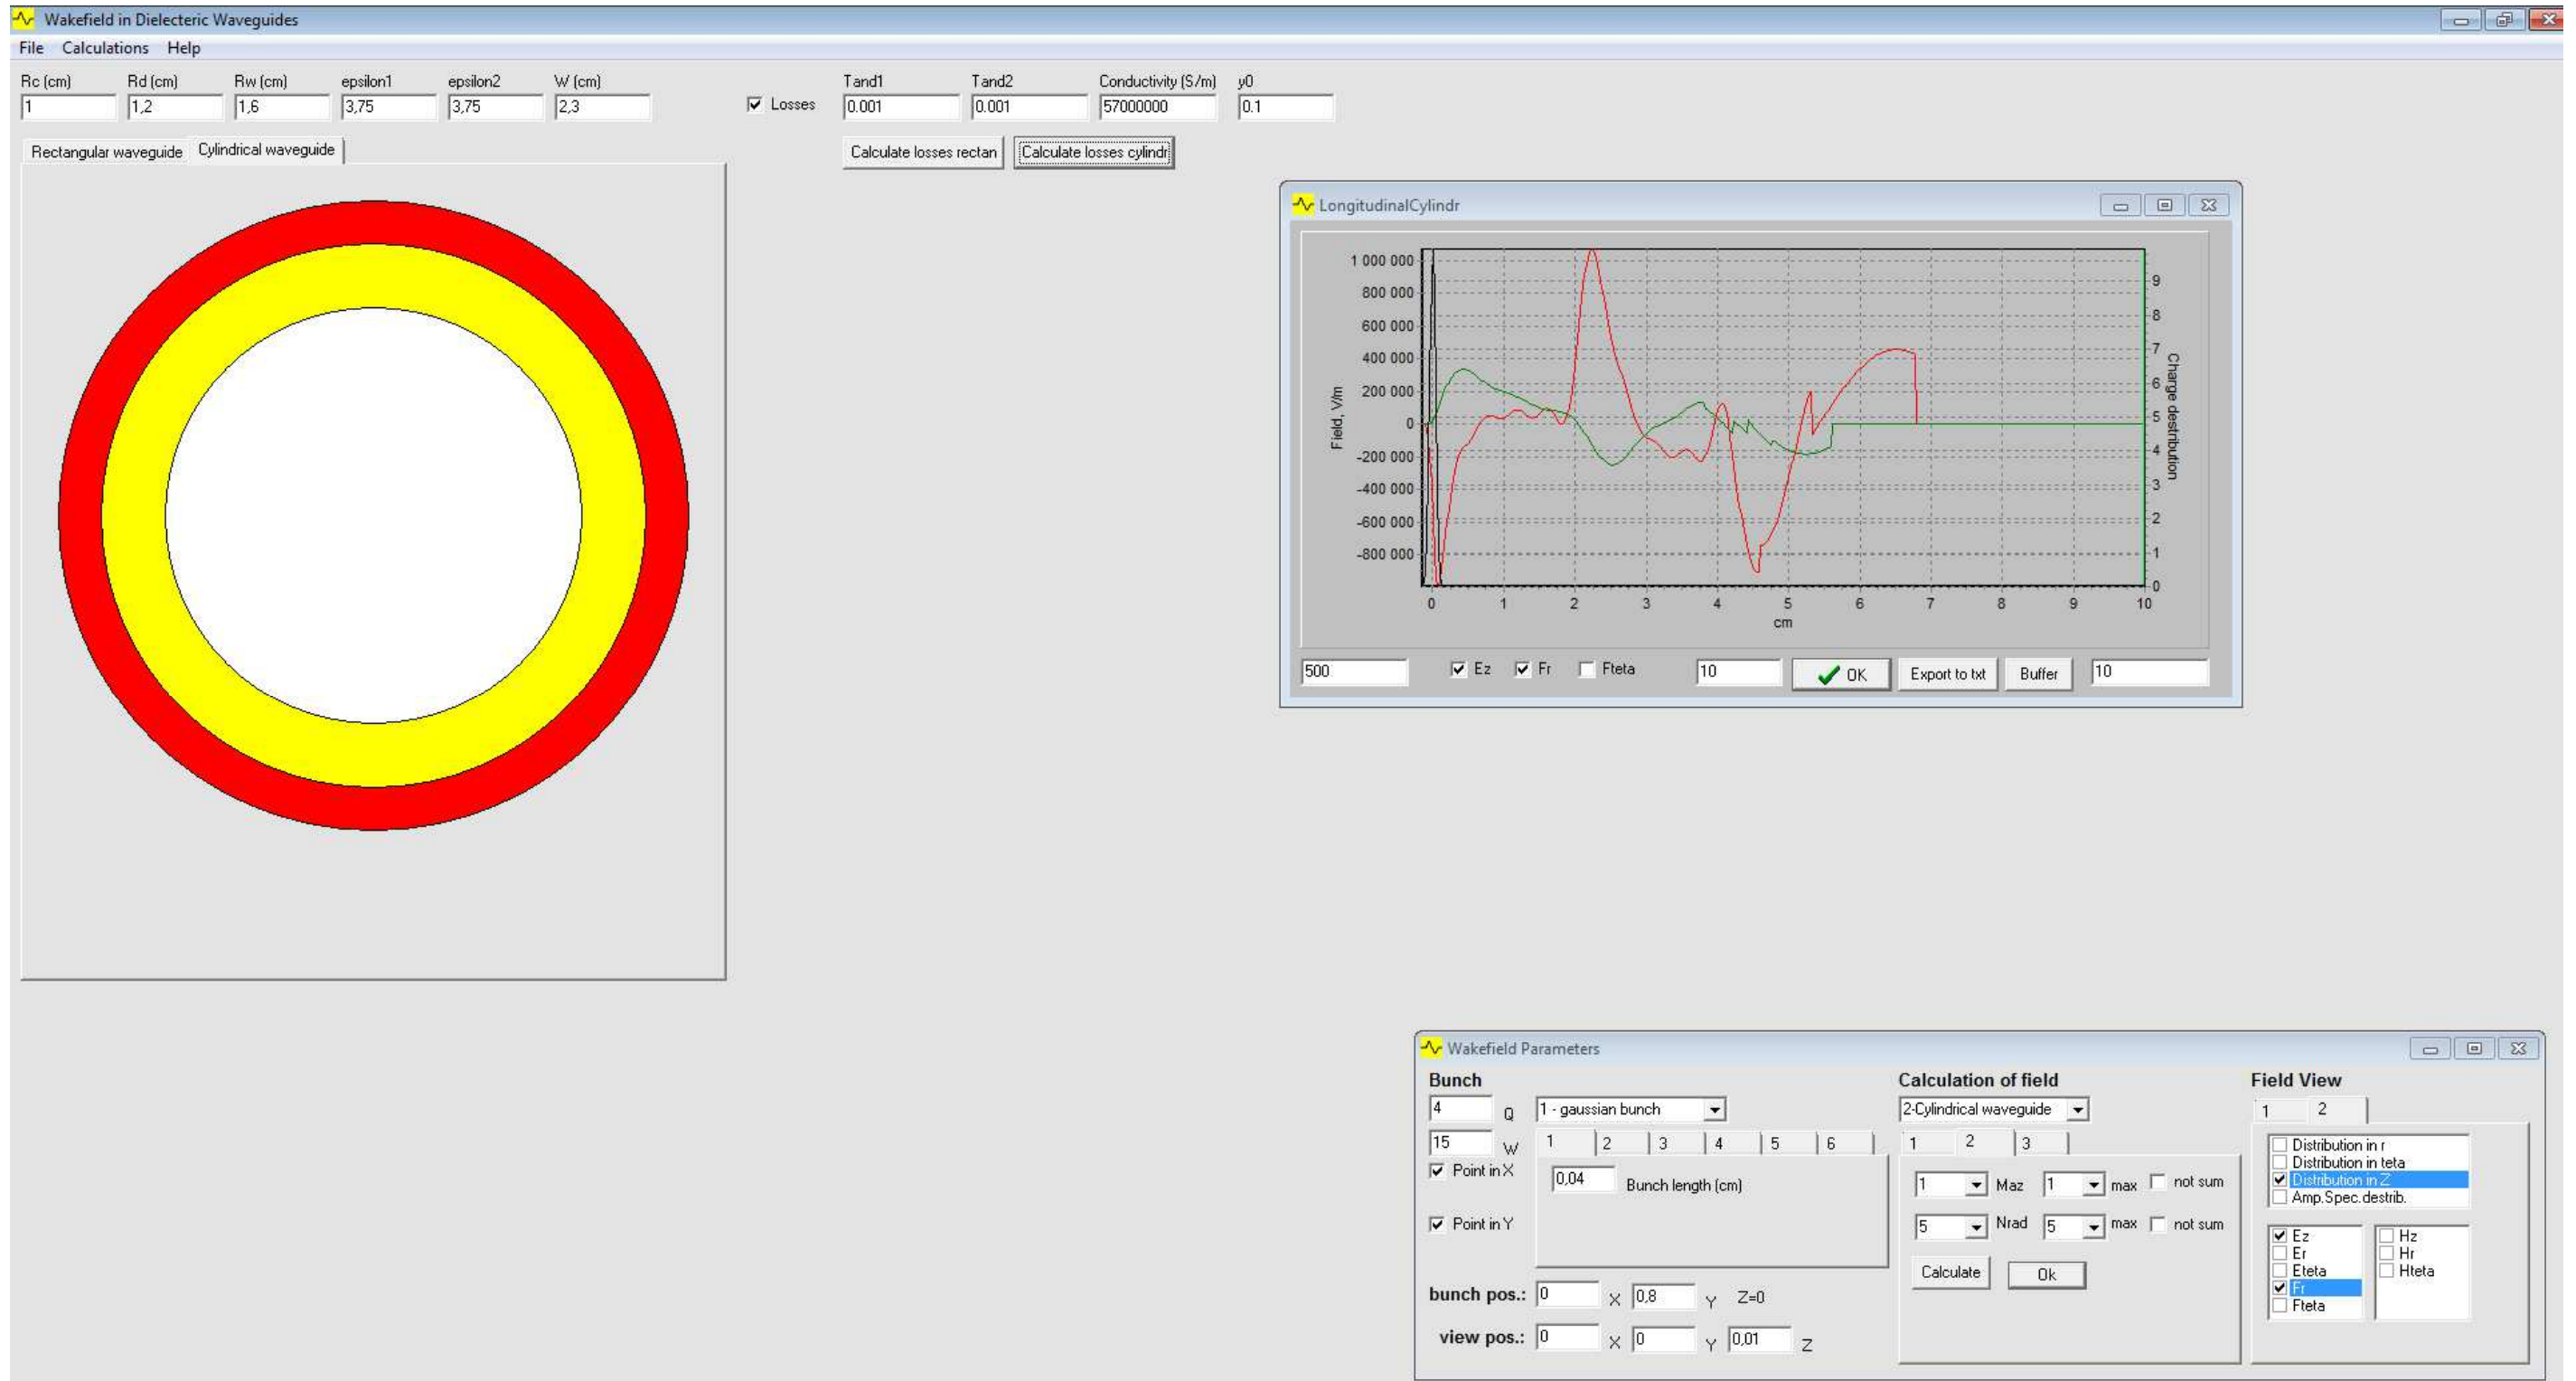 Wakefield in Dielecteric Waveguides
File Calculations Help
Rc (cm) Rd (cm) Rw (cm) epsilon1 epsilon2 W (cm) Tand1 Tand2 Conductivity (S/m) y0
1 1,2 1,6 3,75 3,75 2,3 Losses 0.001 0.001 57000000 0.1
Rectangular waveguide Cylindrical waveguide Calculate losses rectan Calculate losses cylindr
LongitudinalCylindr
1 000 000
800 000
600 000
400 000
200 000
0
-200 000
-400 000
-600 000
-800 000
Field, V/m
9
8
7
6
5
4
3
2
1
0
Charge destribution
0 1 2 3 4 5 6 7 8 9 10
cm
500 Ez Fr Fteta 10 OK Export to txt Buffer 10
Wakefield Parameters
Bunch Calculation of field Field View
4 Q 1 - gaussian bunch 2-Cylindrical waveguide 1 2
15 W 1 2 3 4 5 6 1 2 3
Point in X 0,04 Bunch length (cm) 1 Maz 1 max not sum
Point in Y 5 Nrad 5 max not sum
Calculate Ok
Distribution in r
Distribution in teta
Distribution in Z
Amp.Spec.destrib.
Ez Hz
Er Hr
Eteta Hteta
Fr
Fteta
bunch pos.: 0 X 0,8 Y Z=0
view pos.: 0 X 0 Y 0,01 Z